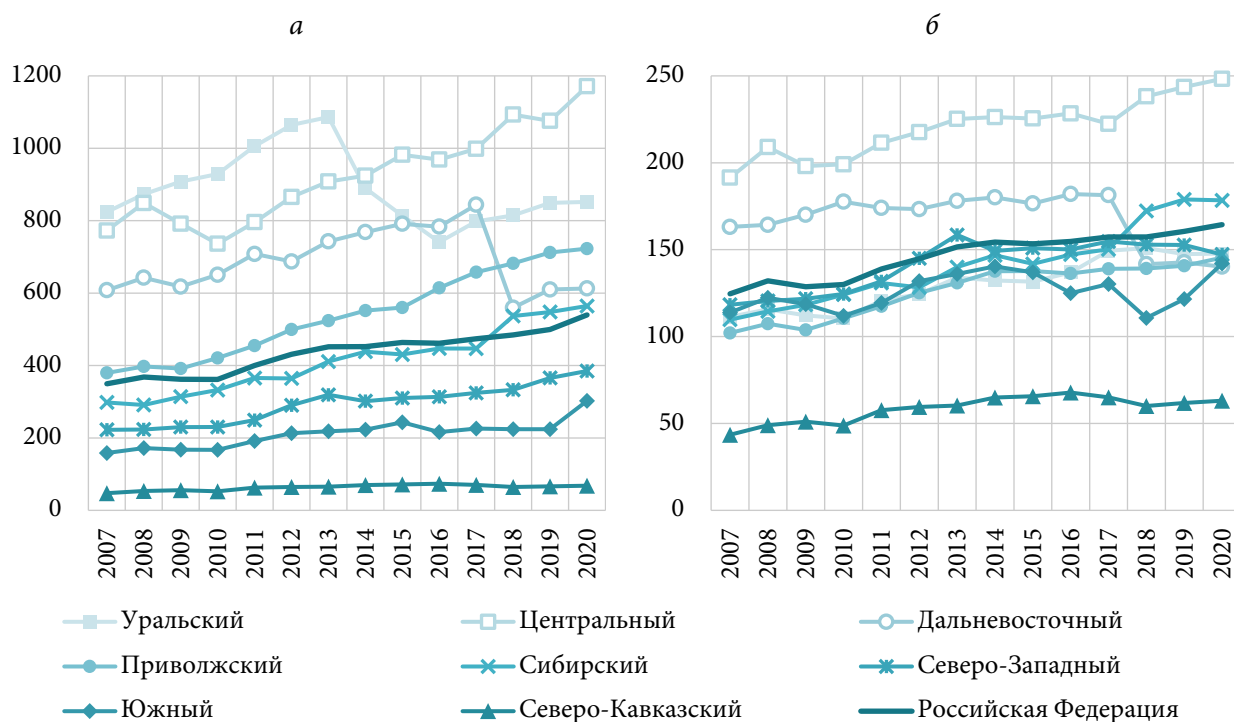 а
б
1200
1000
800
600
400
200
0
2007 2008 2009 2010 2011 2012 2013 2014 2015 2016 2017 2018 2019 2020
250
200
150
100
50
0
2007 2008 2009 2010 2011 2012 2013 2014 2015 2016 2017 2018 2019 2020
Уральский Центральный Дальневосточный
Приволжский Сибирский Северо-Западный
Южный Северо-Кавказский Российская Федерация